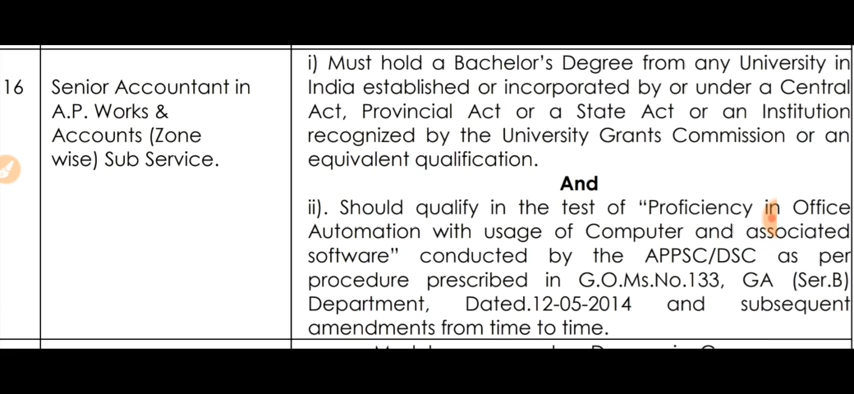 16
Senior Accountant in
A.P. Works &
Accounts (Zone
wise) Sub Service.
i) Must hold a Bachelor's Degree from any University in
India established or incorporated by or under a Central
Act, Provincial Act or a State Act or an Institution
recognized by the University Grants Commission or an
equivalent qualification.
And
ii). Should qualify in the test of “Proficiency in Office
Automation with usage of Computer and associated
software” conducted by the APPSC/DSC as per
procedure prescribed in G.O.Ms.No.133, GA (Ser.B)
Department, Dated.12-05-2014 and subsequent
amendments from time to time.